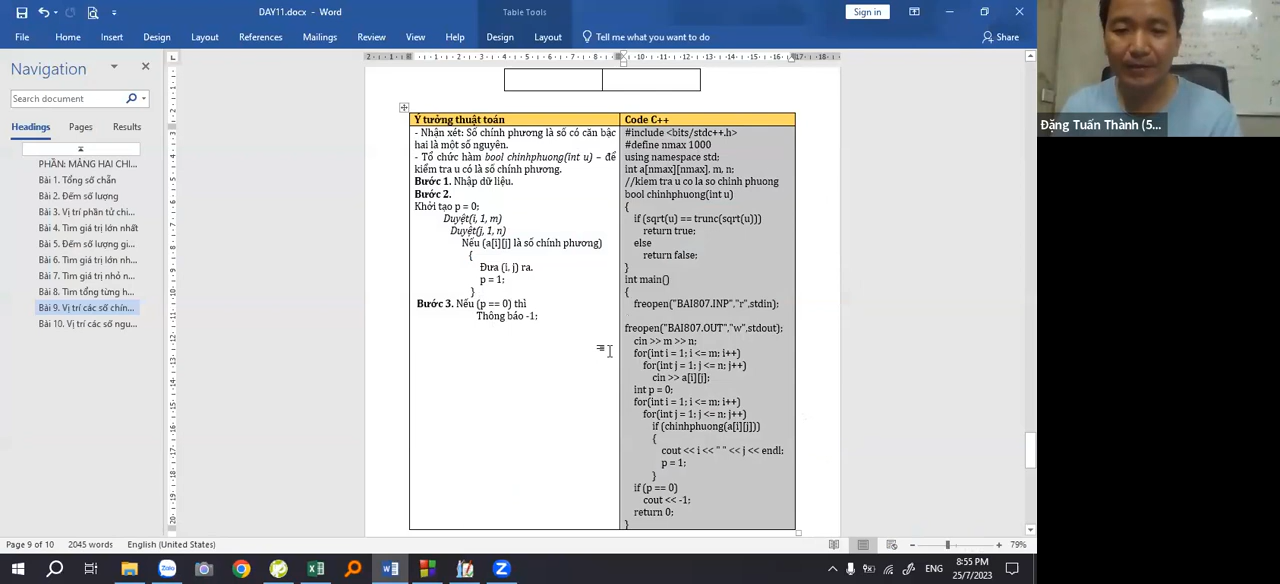 DAY11.docx - Word
Table Tools
Sign in
File Home Insert Design Layout References Mailings Review View Help Design Layout Tell me what you want to do Share
Navigation
Search document
Headings Pages Results
PHẦN: MẢNG HAI CHI...
Bài 1. Tổng số chẵn
Bài 2. Đếm số lượng
Bài 3. Vị trí phần tử chi...
Bài 4. Tìm giá trị lớn nhất
Bài 5. Đếm số lượng gi...
Bài 6. Tìm giá trị lớn nh...
Bài 7. Tìm giá trị nhỏ n...
Bài 8. Tìm tổng từng h...
Bài 9. Vị trí các số chín...
Bài 10. Vị trí các số ngu...
Ý tưởng thuật toán
- Nhận xét: Số chính phương là số có căn bậc
hai là một số nguyên.
- Tổ chức hàm bool chinhphuong(int u) – để
kiểm tra u có là số chính phương.
Bước 1. Nhập dữ liệu.
Bước 2.
Khởi tạo p = 0;
Duyệt(i, 1, m)
Duyệt(j, 1, n)
Nếu (a[i][j] là số chính phương)
{
Đưa (i, j) ra.
p = 1;
}
Bước 3. Nếu (p == 0) thì
Thông báo -1;
Code C++
#include <bits/stdc++.h>
#define nmax 1000
using namespace std;
int a[nmax][nmax], m, n;
//kiem tra u co la so chinh phuong
bool chinhphuong(int u)
{
if (sqrt(u) == trunc(sqrt(u)))
return true;
else
return false;
}
int main()
{
freopen("BAI807.INP","r",stdin);
freopen("BAI807.OUT","w",stdout);
cin >> m >> n;
for(int i = 1; i <= m; i++)
for(int j = 1; j <= n; j++)
cin >> a[i][j];
int p = 0;
for(int i = 1; i <= m; i++)
for(int j = 1; j <= n; j++)
if (chinhphuong(a[i][j]))
{
cout << i << " " << j << endl;
p = 1;
}
if (p == 0)
cout << -1;
return 0;
}
Đặng Tuấn Thành (5...
Page 9 of 10 2045 words English (United States) 79%
ENG
8:55 PM
25/7/2023